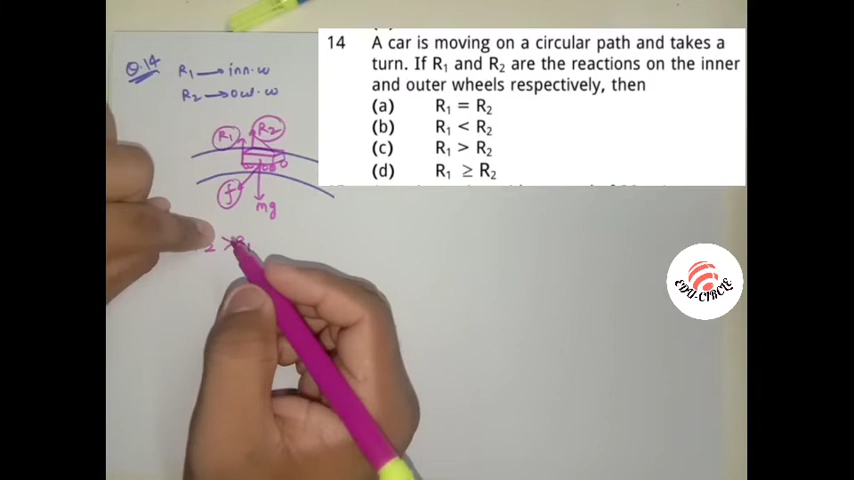 Q.14
R₁ → inn.w
R₂ → out.w
R₁
R₂
f
mg
14 A car is moving on a circular path and takes a
turn. If R₁ and R₂ are the reactions on the inner
and outer wheels respectively, then
(a) R₁ = R₂
(b) R₁ < R₂
(c) R₁ > R₂
(d) R₁ ≥ R₂
EDU-CIRCLE